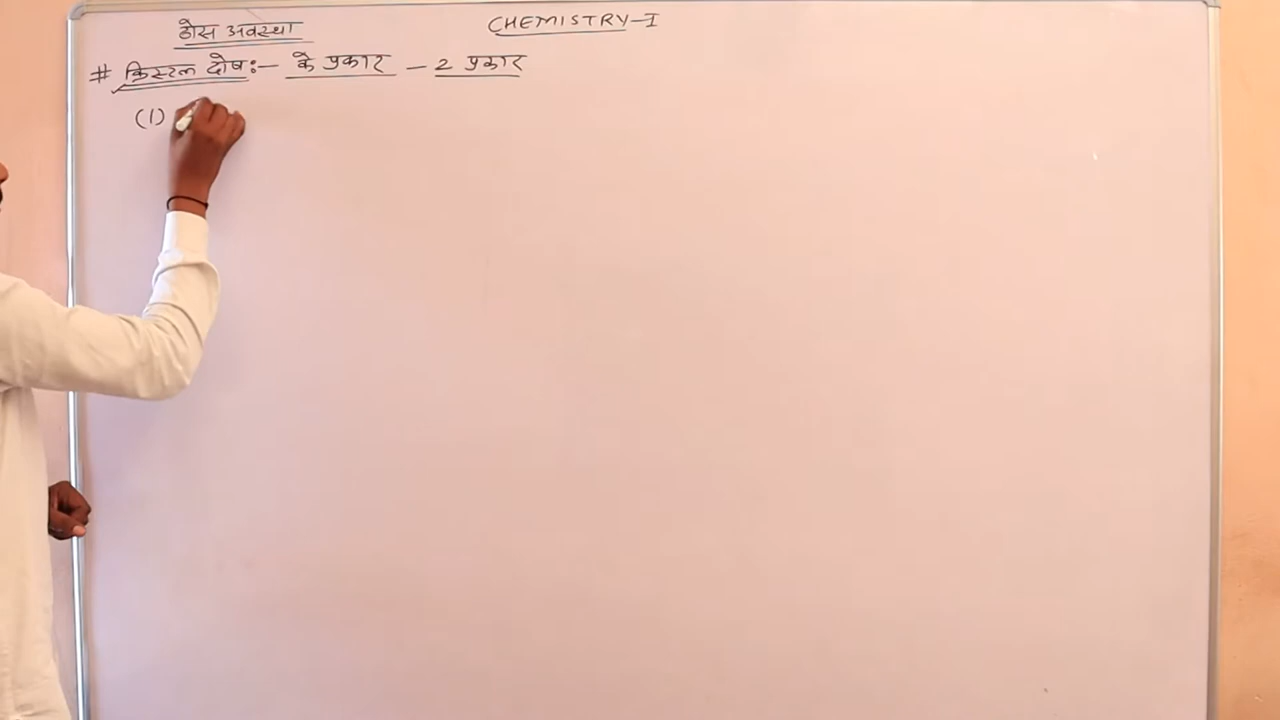 ठोस अवस्था CHEMISTRY-I
# क्रिस्टल दोष:- के प्रकार - 2 प्रकार
(1)